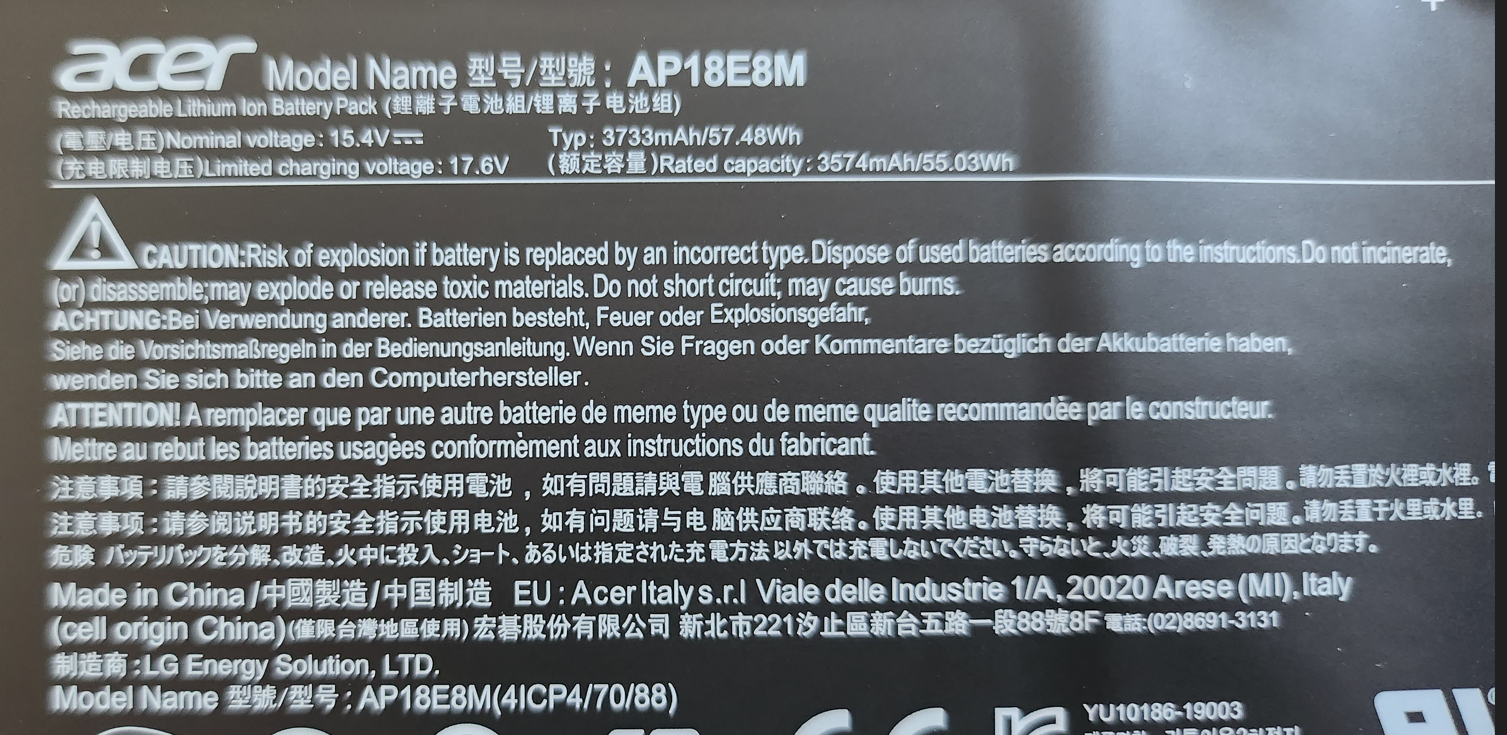 acer Model Name 型号/型號: AP18E8M
Rechargeable Lithium Ion Battery Pack (鋰離子電池組/锂离子电池组)
(電壓/电压)Nominal voltage: 15.4V⎓ Typ: 3733mAh/57.48Wh
(充电限制电压)Limited charging voltage: 17.6V (额定容量)Rated capacity: 3574mAh/55.03Wh
CAUTION:Risk of explosion if battery is replaced by an incorrect type.Dispose of used batteries according to the instructions.Do not incinerate,
(or) disassemble;may explode or release toxic materials. Do not short circuit; may cause burns.
ACHTUNG:Bei Verwendung anderer. Batterien besteht, Feuer oder Explosionsgefahr,
Siehe die Vorsichtsmaßregeln in der Bedienungsanleitung. Wenn Sie Fragen oder Kommentare bezüglich der Akkubatterie haben,
wenden Sie sich bitte an den Computerhersteller.
ATTENTION! A remplacer que par une autre batterie de meme type ou de meme qualite recommandèe par le constructeur.
Mettre au rebut les batteries usagèes conformèment aux instructions du fabricant.
注意事項:請參閱說明書的安全指示使用電池,如有問題請與電腦供應商聯絡。使用其他電池替換,將可能引起安全問題。請勿丟置於火裡或水裡。
注意事项:请参阅说明书的安全指示使用电池,如有问题请与电脑供应商联络。使用其他电池替换,将可能引起安全问题。请勿丢置于火里或水里.
危険 バッテリパックを分解、改造、火中に投入、ショート、あるいは指定された充電方法以外では充電しないでください。守らないと、火災、破裂、発熱の原因となります。
Made in China/中國製造/中国制造 EU: Acer Italy s.r.l Viale delle Industrie 1/A, 20020 Arese (MI), Italy
(cell origin China)(僅限台灣地區使用)宏碁股份有限公司 新北市221汐止區新台五路一段88號8F 電話:(02)8691-3131
制造商:LG Energy Solution, LTD.
Model Name 型號/型号: AP18E8M(4ICP4/70/88)
YU10186-19003